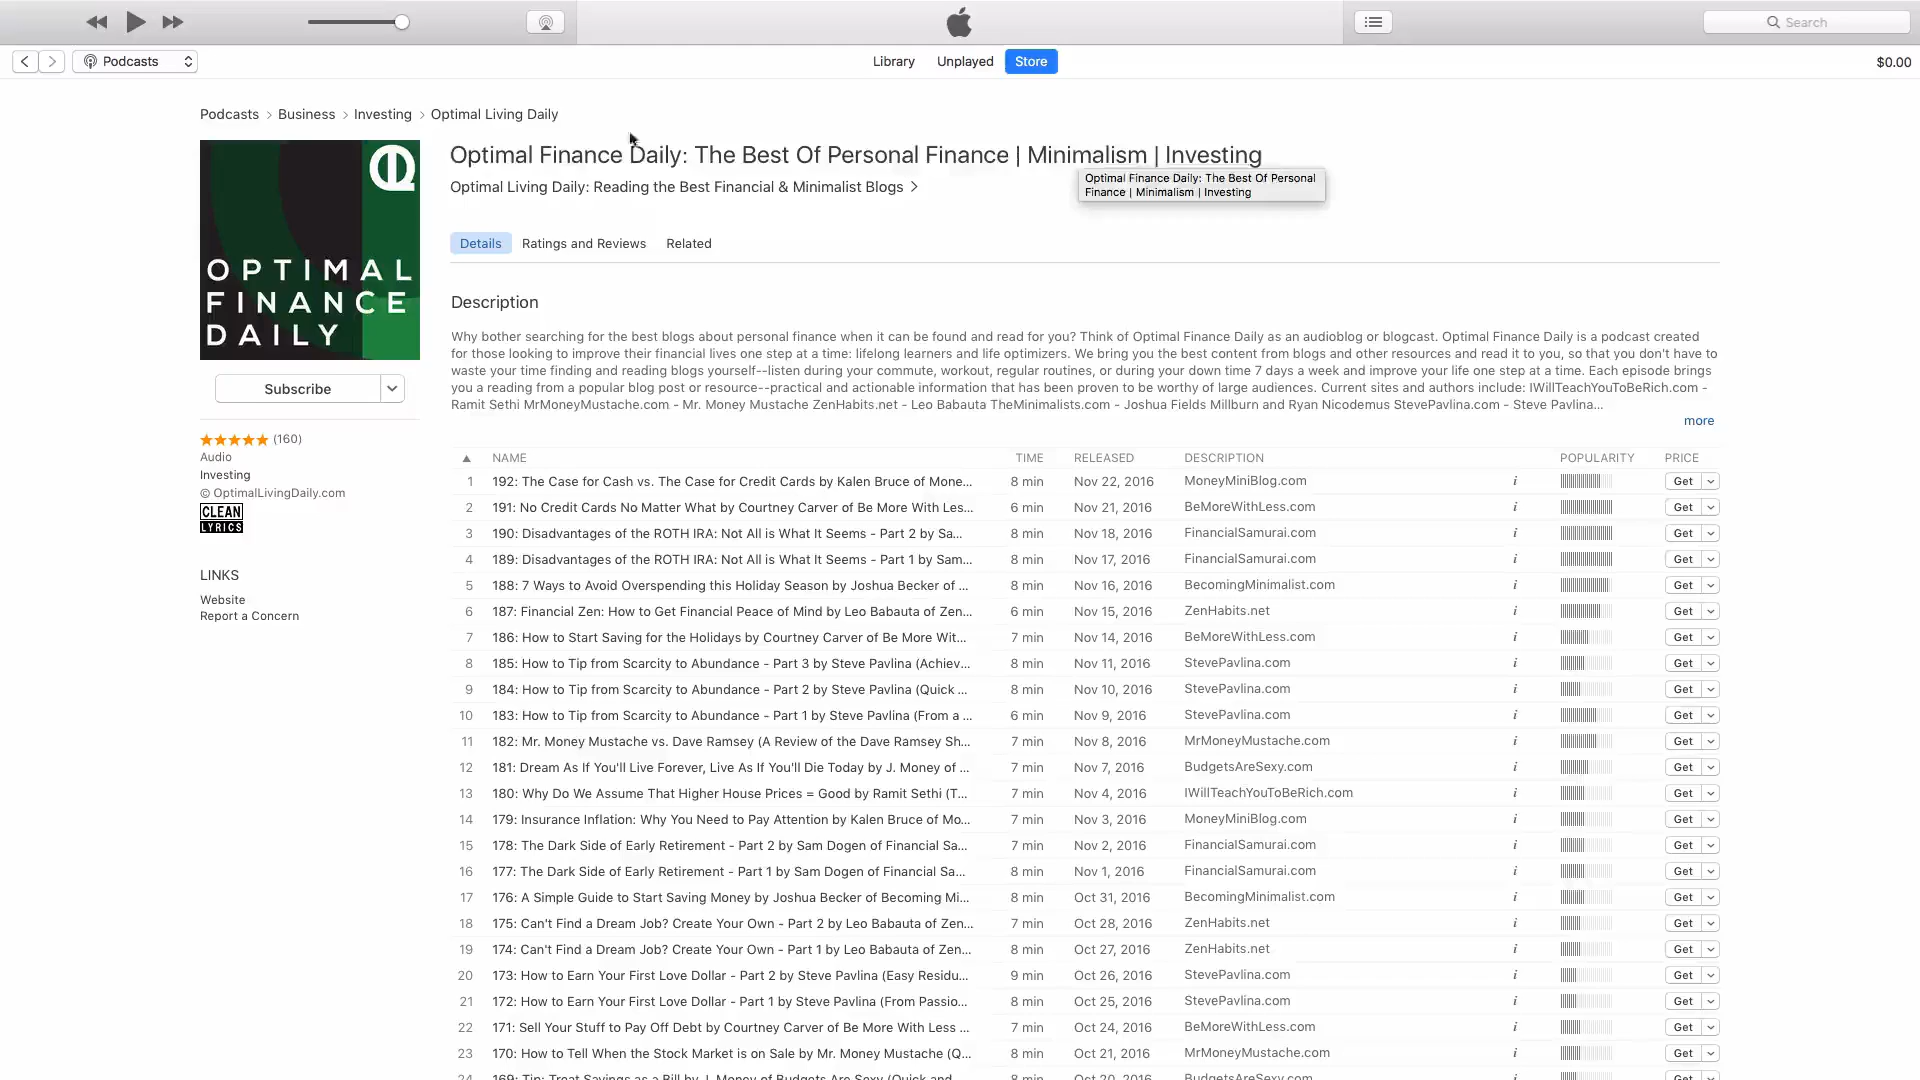 Search
Podcasts
Library
Unplayed
Store
$0.00
Podcasts > Business > Investing > Optimal Living Daily
OPTIMAL
FINANCE
DAILY
Optimal Finance Daily: The Best Of Personal Finance | Minimalism | Investing
Optimal Living Daily: Reading the Best Financial & Minimalist Blogs >
Optimal Finance Daily: The Best Of Personal
Finance | Minimalism | Investing
Details Ratings and Reviews Related
Subscribe
(160)
Audio
Investing
© OptimalLivingDaily.com
CLEAN
LYRICS
LINKS
Website
Report a Concern
Description
Why bother searching for the best blogs about personal finance when it can be found and read for you? Think of Optimal Finance Daily as an audioblog or blogcast. Optimal Finance Daily is a podcast created
for those looking to improve their financial lives one step at a time: lifelong learners and life optimizers. We bring you the best content from blogs and other resources and read it to you, so that you don't have to
waste your time finding and reading blogs yourself--listen during your commute, workout, regular routines, or during your down time 7 days a week and improve your life one step at a time. Each episode brings
you a reading from a popular blog post or resource--practical and actionable information that has been proven to be worthy of large audiences. Current sites and authors include: IWillTeachYouToBeRich.com -
Ramit Sethi MrMoneyMustache.com - Mr. Money Mustache ZenHabits.net - Leo Babauta TheMinimalists.com - Joshua Fields Millburn and Ryan Nicodemus StevePavlina.com - Steve Pavlina...
more
NAME TIME RELEASED DESCRIPTION POPULARITY PRICE
1 192: The Case for Cash vs. The Case for Credit Cards by Kalen Bruce of Mone... 8 min Nov 22, 2016 MoneyMiniBlog.com i Get
2 191: No Credit Cards No Matter What by Courtney Carver of Be More With Les... 6 min Nov 21, 2016 BeMoreWithLess.com i Get
3 190: Disadvantages of the ROTH IRA: Not All is What It Seems - Part 2 by Sa... 8 min Nov 18, 2016 FinancialSamurai.com i Get
4 189: Disadvantages of the ROTH IRA: Not All is What It Seems - Part 1 by Sam... 8 min Nov 17, 2016 FinancialSamurai.com i Get
5 188: 7 Ways to Avoid Overspending this Holiday Season by Joshua Becker of ... 8 min Nov 16, 2016 BecomingMinimalist.com i Get
6 187: Financial Zen: How to Get Financial Peace of Mind by Leo Babauta of Zen... 6 min Nov 15, 2016 ZenHabits.net i Get
7 186: How to Start Saving for the Holidays by Courtney Carver of Be More Wit... 7 min Nov 14, 2016 BeMoreWithLess.com i Get
8 185: How to Tip from Scarcity to Abundance - Part 3 by Steve Pavlina (Achiev... 8 min Nov 11, 2016 StevePavlina.com i Get
9 184: How to Tip from Scarcity to Abundance - Part 2 by Steve Pavlina (Quick ... 8 min Nov 10, 2016 StevePavlina.com i Get
10 183: How to Tip from Scarcity to Abundance - Part 1 by Steve Pavlina (From a ... 6 min Nov 9, 2016 StevePavlina.com i Get
11 182: Mr. Money Mustache vs. Dave Ramsey (A Review of the Dave Ramsey Sh... 7 min Nov 8, 2016 MrMoneyMustache.com i Get
12 181: Dream As If You'll Live Forever, Live As If You'll Die Today by J. Money of ... 7 min Nov 7, 2016 BudgetsAreSexy.com i Get
13 180: Why Do We Assume That Higher House Prices = Good by Ramit Sethi (T... 7 min Nov 4, 2016 IWillTeachYouToBeRich.com i Get
14 179: Insurance Inflation: Why You Need to Pay Attention by Kalen Bruce of Mo... 7 min Nov 3, 2016 MoneyMiniBlog.com i Get
15 178: The Dark Side of Early Retirement - Part 2 by Sam Dogen of Financial Sa... 7 min Nov 2, 2016 FinancialSamurai.com i Get
16 177: The Dark Side of Early Retirement - Part 1 by Sam Dogen of Financial Sa... 8 min Nov 1, 2016 FinancialSamurai.com i Get
17 176: A Simple Guide to Start Saving Money by Joshua Becker of Becoming Mi... 8 min Oct 31, 2016 BecomingMinimalist.com i Get
18 175: Can't Find a Dream Job? Create Your Own - Part 2 by Leo Babauta of Zen... 7 min Oct 28, 2016 ZenHabits.net i Get
19 174: Can't Find a Dream Job? Create Your Own - Part 1 by Leo Babauta of Zen... 8 min Oct 27, 2016 ZenHabits.net i Get
20 173: How to Earn Your First Love Dollar - Part 2 by Steve Pavlina (Easy Residu... 9 min Oct 26, 2016 StevePavlina.com i Get
21 172: How to Earn Your First Love Dollar - Part 1 by Steve Pavlina (From Passio... 8 min Oct 25, 2016 StevePavlina.com i Get
22 171: Sell Your Stuff to Pay Off Debt by Courtney Carver of Be More With Less ... 7 min Oct 24, 2016 BeMoreWithLess.com i Get
23 170: How to Tell When the Stock Market is on Sale by Mr. Money Mustache (Q... 8 min Oct 21, 2016 MrMoneyMustache.com i Get
24 169: Tip: Treat Savings as a Bill by J. Money of Budgets Are Sexy (Quick and 8 min Oct 20, 2016 BudgetsAreSexy.com i Get